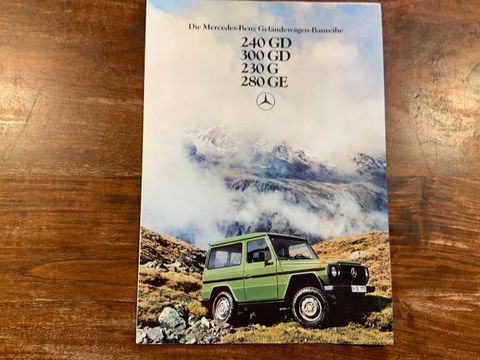 Die Mercedes-Benz Geländewagen-Baureihe
240 GD
300 GD
230 G
280 GE